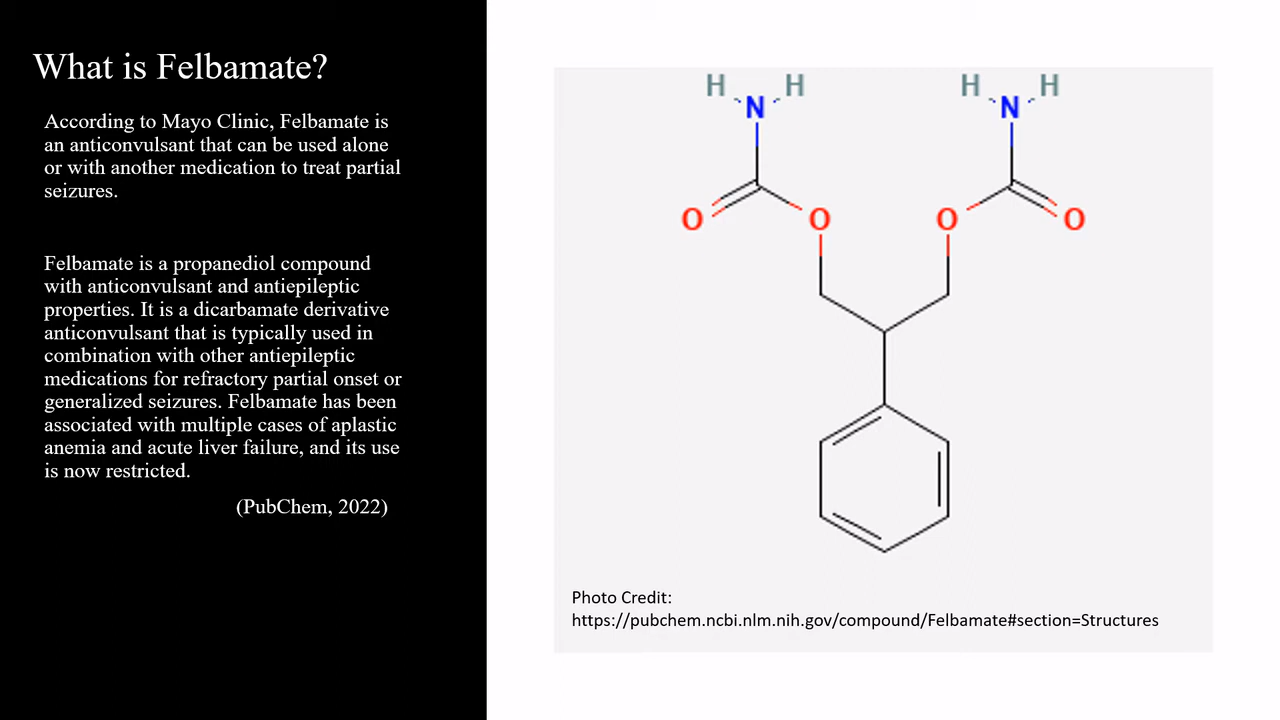 What is Felbamate?
According to Mayo Clinic, Felbamate is
an anticonvulsant that can be used alone
or with another medication to treat partial
seizures.
Felbamate is a propanediol compound
with anticonvulsant and antiepileptic
properties. It is a dicarbamate derivative
anticonvulsant that is typically used in
combination with other antiepileptic
medications for refractory partial onset or
generalized seizures. Felbamate has been
associated with multiple cases of aplastic
anemia and acute liver failure, and its use
is now restricted.
(PubChem, 2022)
H H H H
N N
O O O O
Photo Credit:
https://pubchem.ncbi.nlm.nih.gov/compound/Felbamate#section=Structures